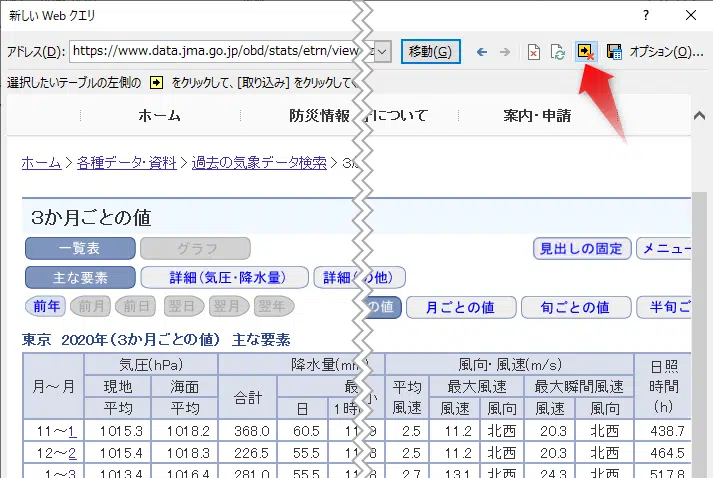 新しい Web クエリ
アドレス(D): https://www.data.jma.go.jp/obd/stats/etrn/view 移動(G) オプション(O)...
選択したいテーブルの左側の をクリックして、[取り込み] をクリックしてく
ホーム 防災情報 について 案内・申請
ホーム > 各種データ・資料 > 過去の気象データ検索 > 3か
3か月ごとの値
一覧表 グラフ 見出しの固定 メニュー
主な要素 詳細(気圧・降水量) 詳細 の他)
前年 前月 前日 翌日 翌月 翌年 の値 月ごとの値 旬ごとの値 半旬ご
東京 2020年(3か月ごとの値) 主な要素
月~月 気圧(hPa) 降水量(mm 風向・風速(m/s) 日照時間(h)
現地 海面 合計 最 平均風速 最大風速 最大瞬間風速
平均 平均 日 1時 小 風速 風向 風速 風向
11~1 1015.3 1018.2 368.0 60.5 2.5 11.2 北西 20.3 北西 438.7
12~2 1015.4 1018.3 226.5 55.5 2.5 11.2 北西 20.3 北西 464.5
1~3 1013.4 1016.4 281.0 55.5 2.7 13.1 北西 24.3 北西 517.8